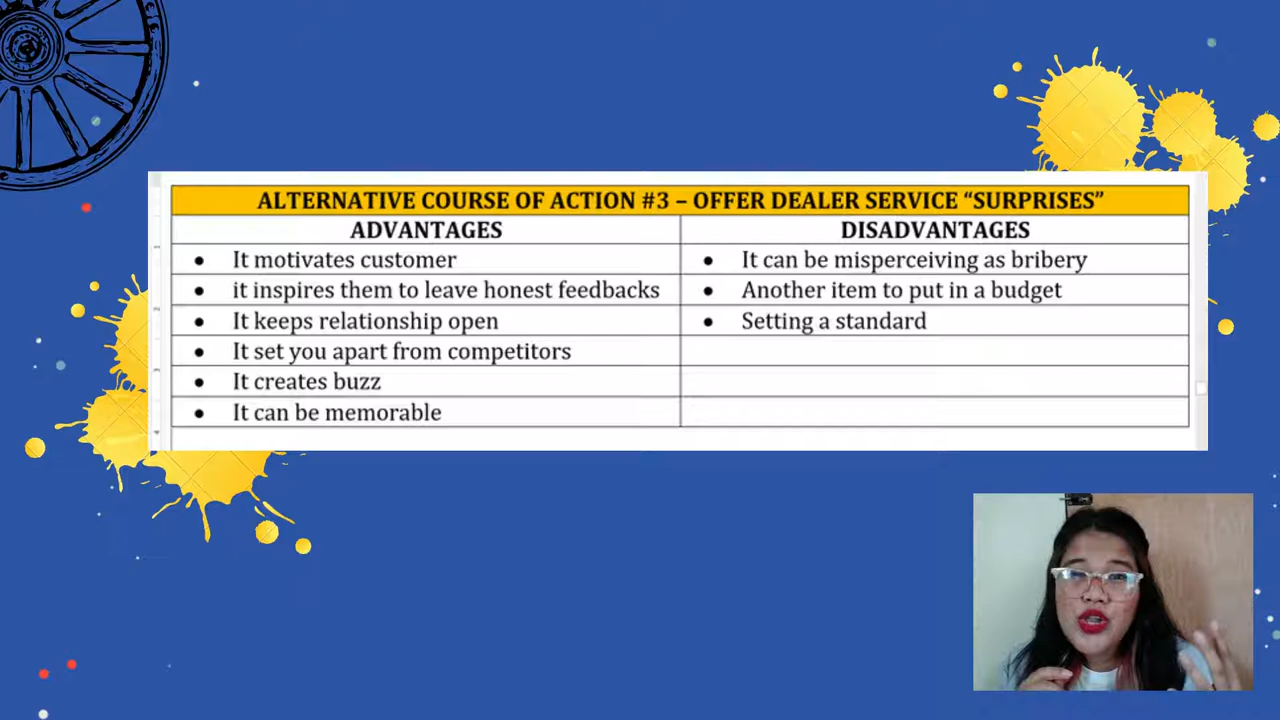 ALTERNATIVE COURSE OF ACTION #3 – OFFER DEALER SERVICE “SURPRISES”
ADVANTAGES
DISADVANTAGES
• It motivates customer
• It can be misperceiving as bribery
• it inspires them to leave honest feedbacks
• Another item to put in a budget
• It keeps relationship open
• Setting a standard
• It set you apart from competitors
• It creates buzz
• It can be memorable